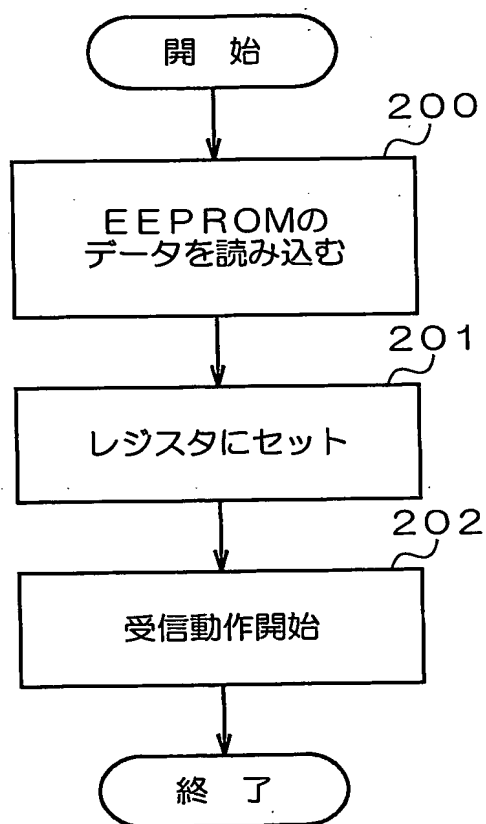 開　始
２００
ＥＥＰＲＯＭの
データを読み込む
２０１
レジスタにセット
２０２
受信動作開始
終　了